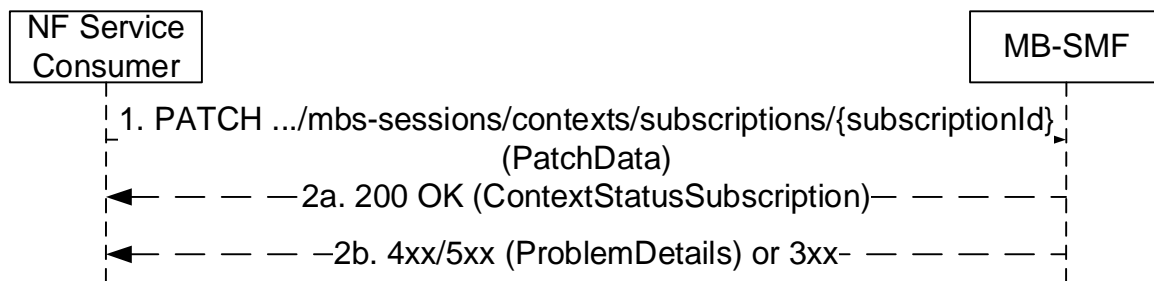 NF Service
Consumer
MB-SMF
1. PATCH .../mbs-sessions/contexts/subscriptions/{subscriptionId}
(PatchData)
2a. 200 OK (ContextStatusSubscription)
2b. 4xx/5xx (ProblemDetails) or 3xx